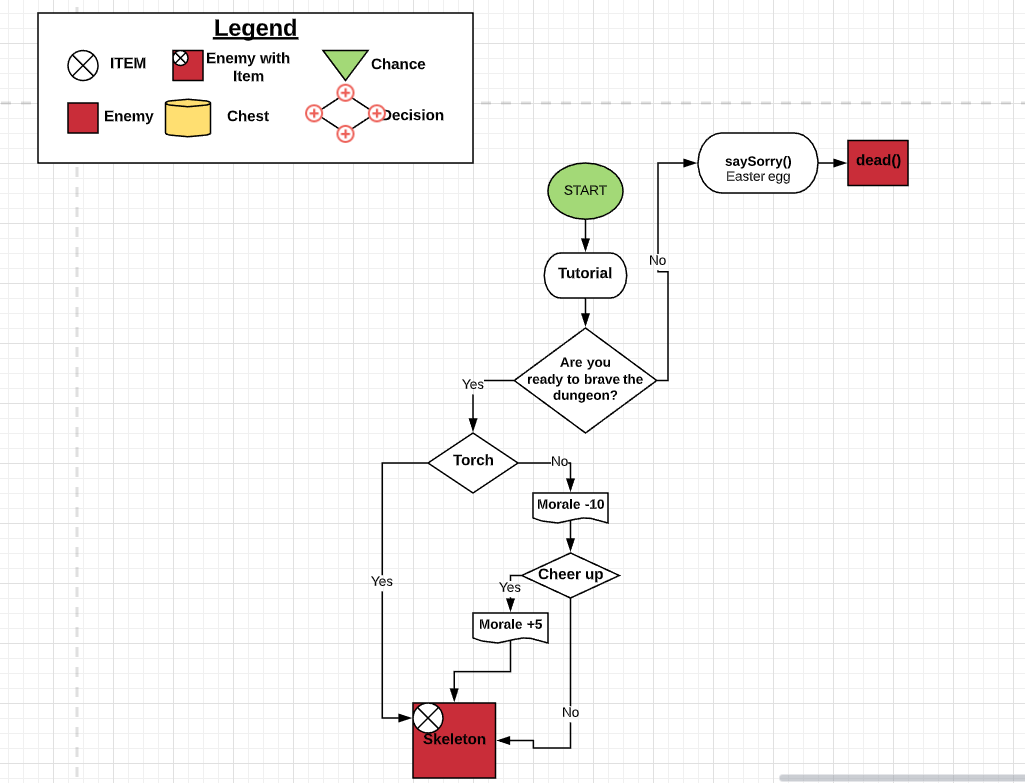 Legend
ITEM
Enemy with
Item
Chance
Enemy
Chest
Decision
START
saySorry()
Easter egg
dead()
No
Tutorial
Are you
ready to brave the
dungeon?
Yes
Torch
No
Morale -10
Cheer up
Yes
Yes
Morale +5
No
Skeleton